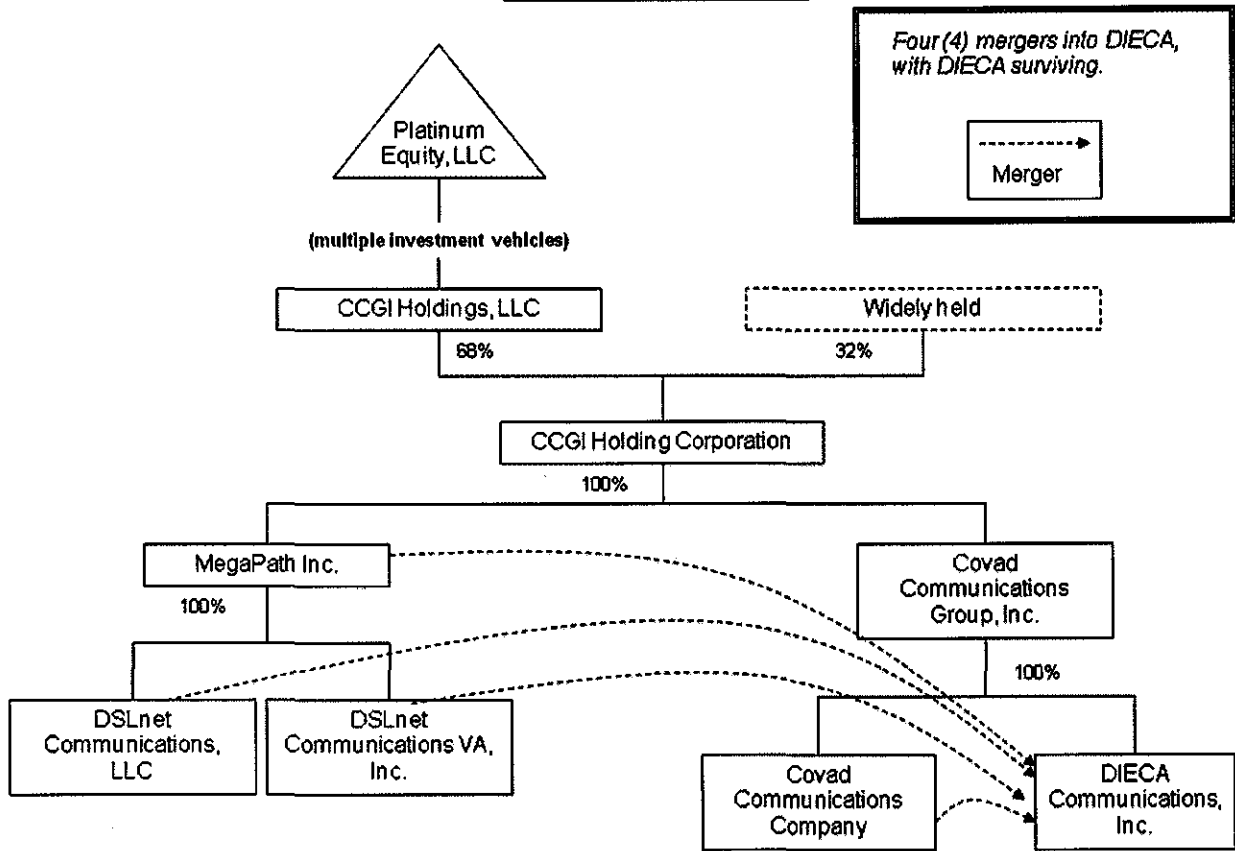 Four (4) mergers into DIECA,
with DIECA surviving.
Merger
Platinum
Equity, LLC
(multiple investment vehicles)
CCGI Holdings, LLC
Widely held
68%
32%
CCGI Holding Corporation
100%
MegaPath Inc.
Covad
Communications
Group, Inc.
100%
100%
DSLnet
Communications,
LLC
DSLnet
Communications VA,
Inc.
Covad
Communications
Company
DIECA
Communications,
Inc.